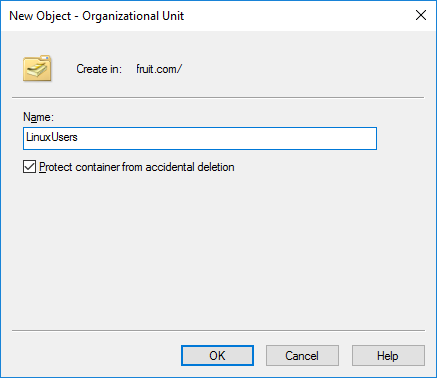 New Object - Organizational Unit
Create in: fruit.com/
Name:
LinuxUsers
Protect container from accidental deletion
OK Cancel Help